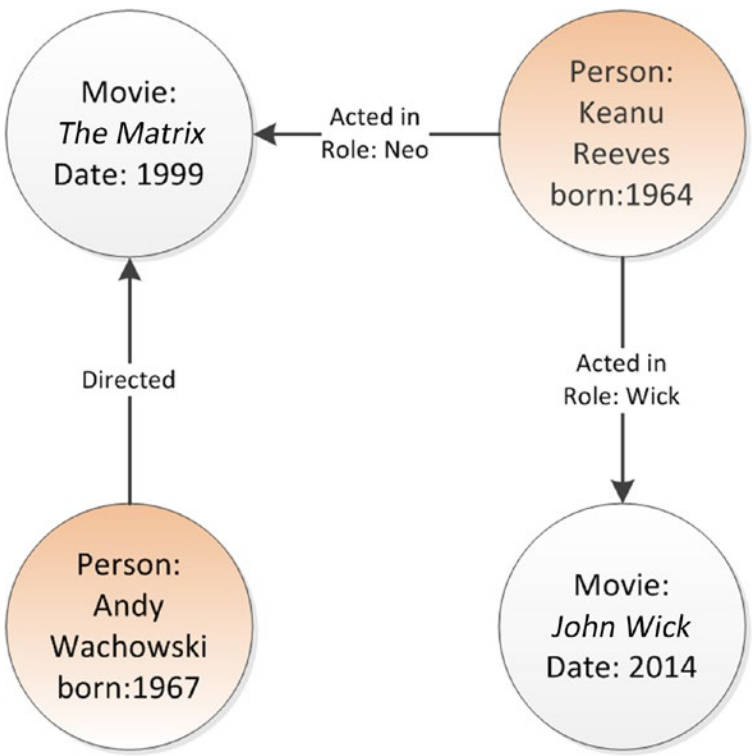 Movie:
The Matrix
Date: 1999
Acted in
Role: Neo
Person:
Keanu
Reeves
born:1964
Directed
Acted in
Role: Wick
Person:
Andy
Wachowski
born:1967
Movie:
John Wick
Date: 2014